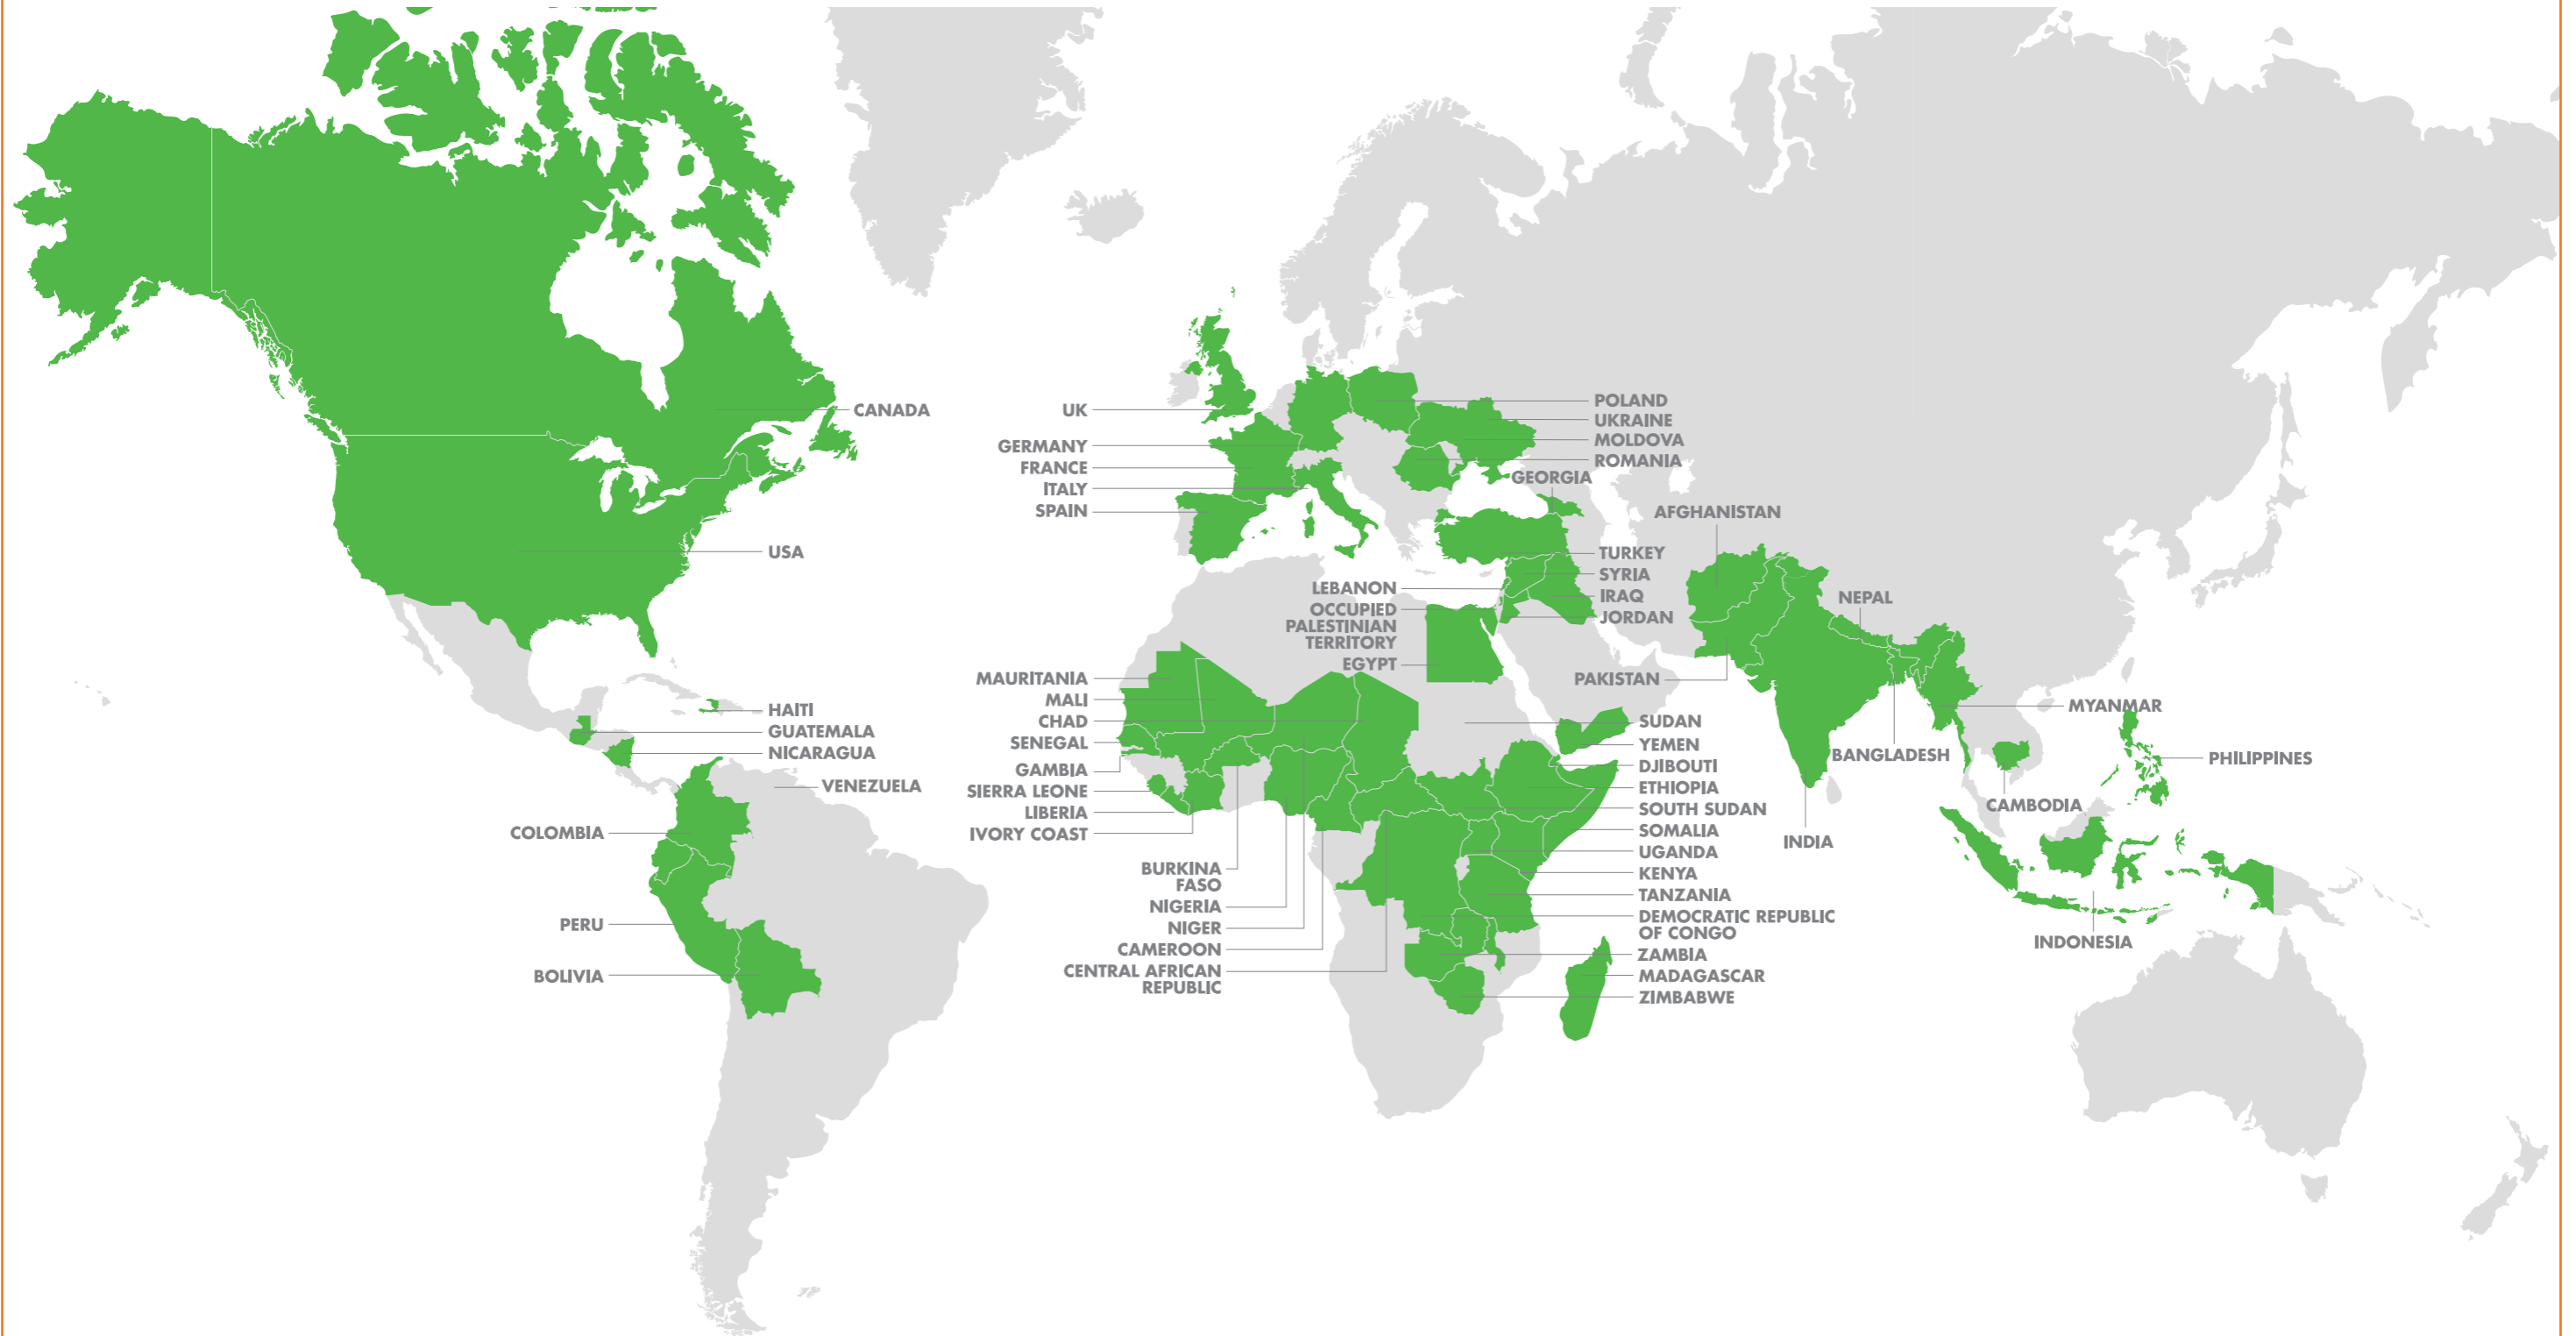 CANADA
USA
HAITI
GUATEMALA
NICARAGUA
VENEZUELA
COLOMBIA
PERU
BOLIVIA
UK
GERMANY
FRANCE
ITALY
SPAIN
POLAND
UKRAINE
MOLDOVA
ROMANIA
GEORGIA
TURKEY
SYRIA
IRAQ
JORDAN
LEBANON
OCCUPIED
PALESTINIAN
TERRITORY
EGYPT
MAURITANIA
MALI
CHAD
SENEGAL
GAMBIA
SIERRA LEONE
LIBERIA
IVORY COAST
BURKINA
FASO
NIGERIA
NIGER
CAMEROON
CENTRAL AFRICAN
REPUBLIC
SUDAN
YEMEN
DJIBOUTI
ETHIOPIA
SOUTH SUDAN
SOMALIA
UGANDA
KENYA
TANZANIA
DEMOCRATIC REPUBLIC
OF CONGO
ZAMBIA
MADAGASCAR
ZIMBABWE
AFGHANISTAN
NEPAL
PAKISTAN
BANGLADESH
INDIA
MYANMAR
PHILIPPINES
CAMBODIA
INDONESIA